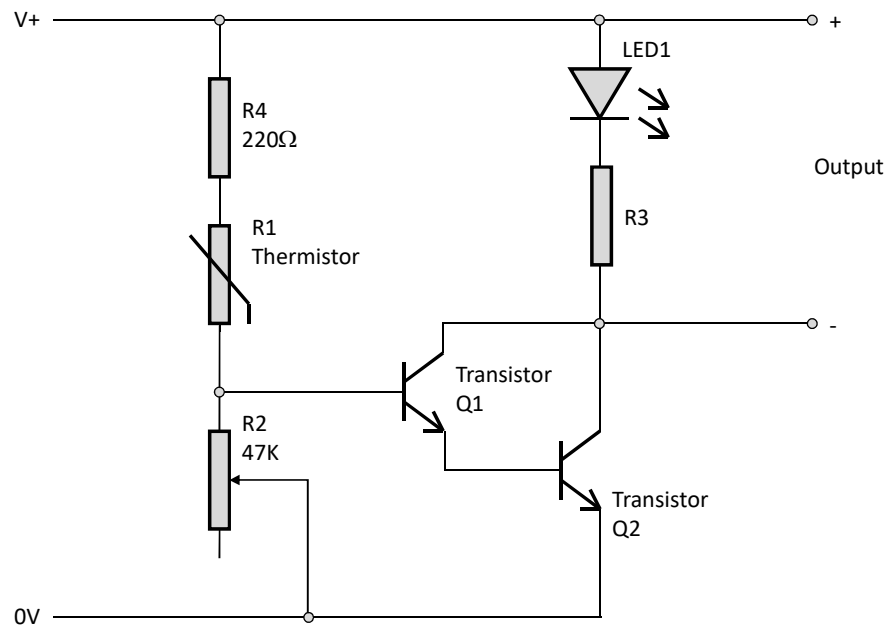 V+
+
LED1
R4
220Ω
Output
R1
Thermistor
R3
-
Transistor
Q1
R2
47K
Transistor
Q2
0V